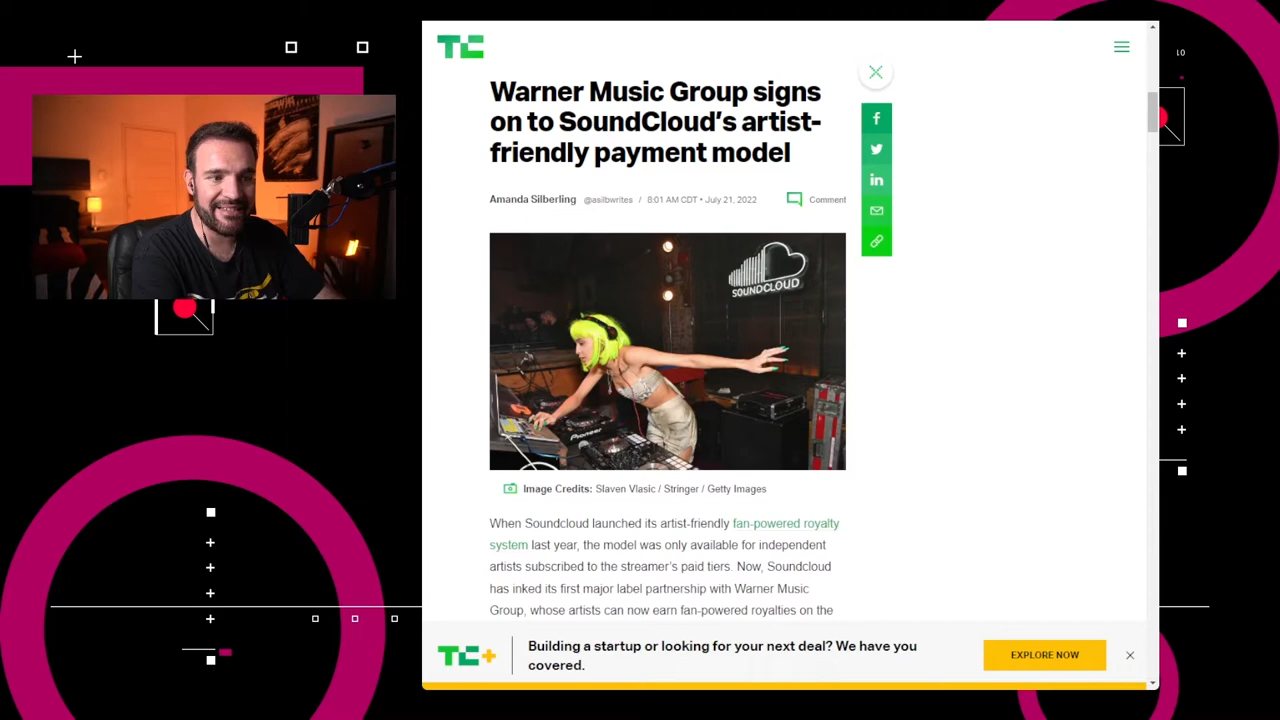 TC
Warner Music Group signs
on to SoundCloud's artist-
friendly payment model
Amanda Silberling @asilbwrites / 8:01 AM CDT • July 21, 2022 Comment
SOUNDCLOUD
Pioneer
Image Credits: Slaven Vlasic / Stringer / Getty Images
When Soundcloud launched its artist-friendly fan-powered royalty
system last year, the model was only available for independent
artists subscribed to the streamer's paid tiers. Now, Soundcloud
has inked its first major label partnership with Warner Music
Group, whose artists can now earn fan-powered royalties on the
TC+
Building a startup or looking for your next deal? We have you
covered.
EXPLORE NOW
10